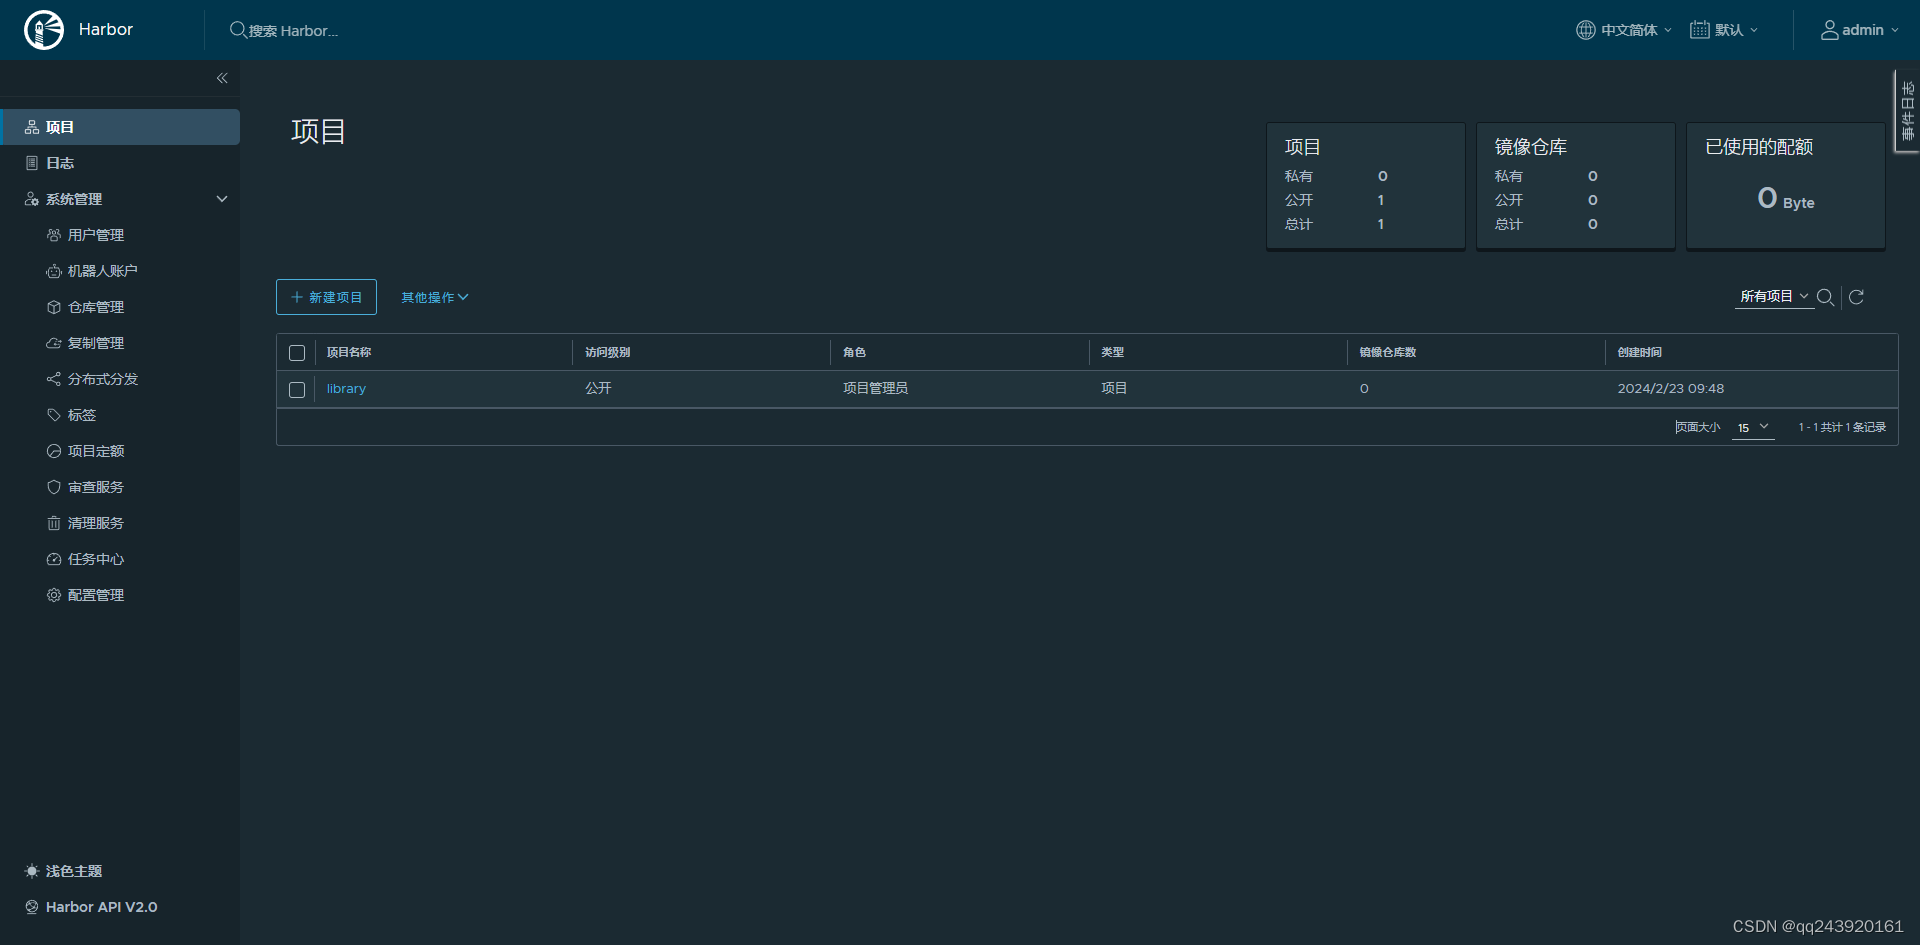 Harbor
搜索 Harbor...
中文简体
默认
admin
事件日志
项目
日志
系统管理
用户管理
机器人账户
仓库管理
复制管理
分布式分发
标签
项目定额
审查服务
清理服务
任务中心
配置管理
浅色主题
Harbor API V2.0
项目
项目
私有 0
公开 1
总计 1
镜像仓库
私有 0
公开 0
总计 0
已使用的配额
0 Byte
新建项目
其他操作
所有项目
项目名称 访问级别 角色 类型 镜像仓库数 创建时间
library 公开 项目管理员 项目 0 2024/2/23 09:48
页面大小 15 1 - 1 共计 1 条记录
CSDN @qq243920161